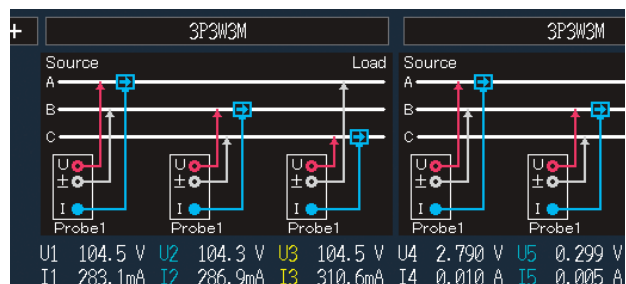 + 3P3W3M 3P3W3M
Source Load Source
A A
B B
C C
U U U U U
± ± ± ± ±
I I I I I
Probe1 Probe1 Probe1 Probe1 Probe1
U1 104.5 V U2 104.3 V U3 104.5 V U4 2.790 V U5 0.299 V
I1 283.1mA I2 286.9mA I3 310.6mA I4 0.010 A I5 0.005 A